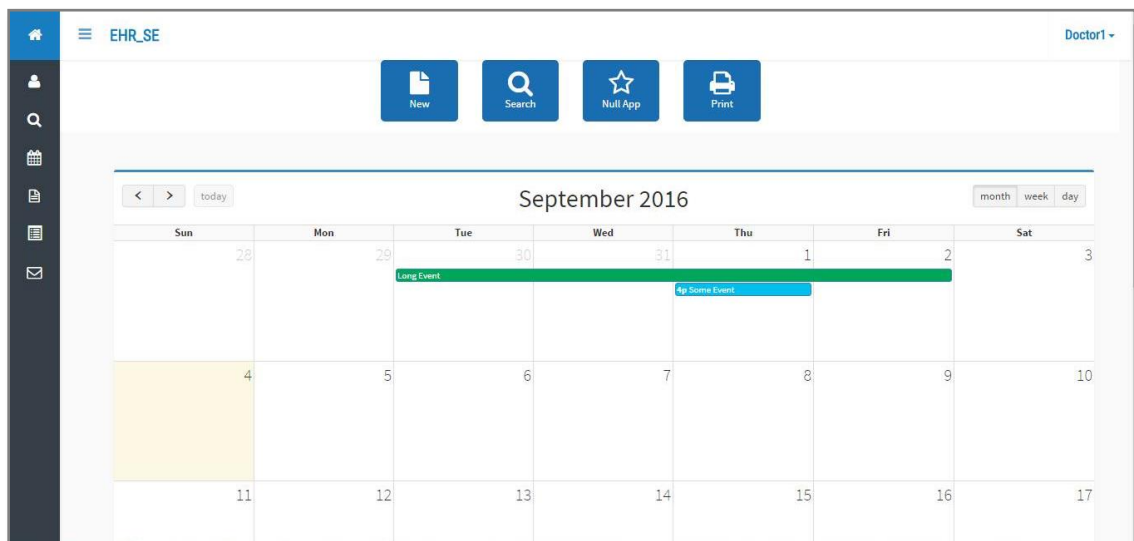 EHR_SE Doctor1
New Search Null App Print
today September 2016 month week day
Sun Mon Tue Wed Thu Fri Sat
28 29 30 31 1 2 3
Long Event
4p Some Event
4 5 6 7 8 9 10
11 12 13 14 15 16 17